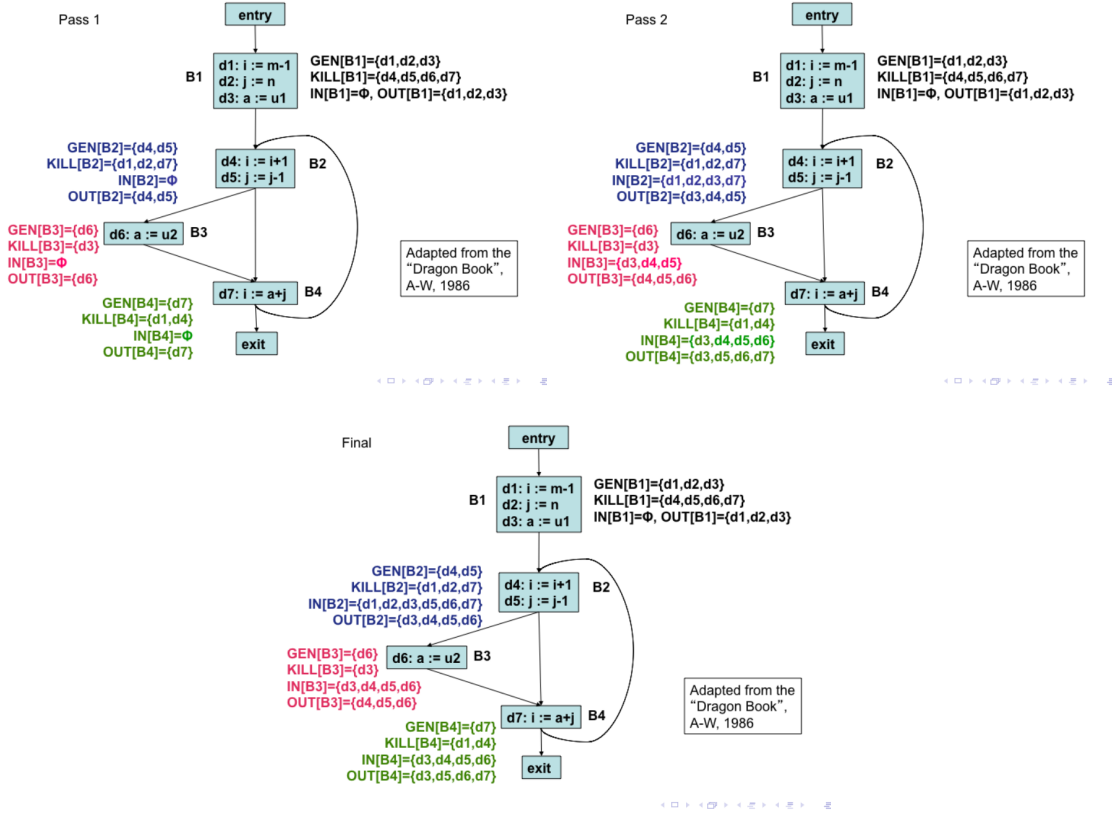 Pass 1
entry
B1
d1: i := m-1
d2: j := n
d3: a := u1
GEN[B1]={d1,d2,d3}
KILL[B1]={d4,d5,d6,d7}
IN[B1]=Φ, OUT[B1]={d1,d2,d3}
GEN[B2]={d4,d5}
KILL[B2]={d1,d2,d7}
IN[B2]=Φ
OUT[B2]={d4,d5}
d4: i := i+1
d5: j := j-1
B2
GEN[B3]={d6}
KILL[B3]={d3}
IN[B3]=Φ
OUT[B3]={d6}
d6: a := u2
B3
GEN[B4]={d7}
KILL[B4]={d1,d4}
IN[B4]=Φ
OUT[B4]={d7}
d7: i := a+j
B4
exit
Adapted from the
“Dragon Book”,
A-W, 1986
Pass 2
entry
B1
d1: i := m-1
d2: j := n
d3: a := u1
GEN[B1]={d1,d2,d3}
KILL[B1]={d4,d5,d6,d7}
IN[B1]=Φ, OUT[B1]={d1,d2,d3}
GEN[B2]={d4,d5}
KILL[B2]={d1,d2,d7}
IN[B2]={d1,d2,d3,d7}
OUT[B2]={d3,d4,d5}
d4: i := i+1
d5: j := j-1
B2
GEN[B3]={d6}
KILL[B3]={d3}
IN[B3]={d3,d4,d5}
OUT[B3]={d4,d5,d6}
d6: a := u2
B3
GEN[B4]={d7}
KILL[B4]={d1,d4}
IN[B4]={d3,d4,d5,d6}
OUT[B4]={d3,d5,d6,d7}
d7: i := a+j
B4
exit
Adapted from the
“Dragon Book”,
A-W, 1986
Final
entry
B1
d1: i := m-1
d2: j := n
d3: a := u1
GEN[B1]={d1,d2,d3}
KILL[B1]={d4,d5,d6,d7}
IN[B1]=Φ, OUT[B1]={d1,d2,d3}
GEN[B2]={d4,d5}
KILL[B2]={d1,d2,d7}
IN[B2]={d1,d2,d3,d5,d6,d7}
OUT[B2]={d3,d4,d5,d6}
d4: i := i+1
d5: j := j-1
B2
GEN[B3]={d6}
KILL[B3]={d3}
IN[B3]={d3,d4,d5,d6}
OUT[B3]={d4,d5,d6}
d6: a := u2
B3
GEN[B4]={d7}
KILL[B4]={d1,d4}
IN[B4]={d3,d4,d5,d6}
OUT[B4]={d3,d5,d6,d7}
d7: i := a+j
B4
exit
Adapted from the
“Dragon Book”,
A-W, 1986